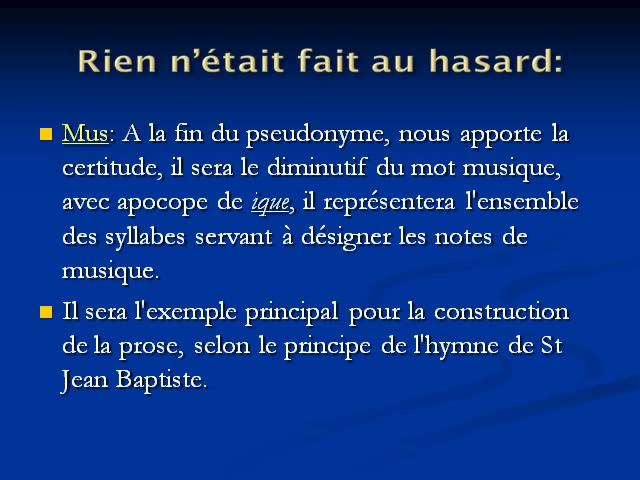 Rien n’était fait au hasard:
Mus: A la fin du pseudonyme, nous apporte la
certitude, il sera le diminutif du mot musique,
avec apocope de ique, il représentera l'ensemble
des syllabes servant à désigner les notes de
musique.
Il sera l'exemple principal pour la construction
de la prose, selon le principe de l'hymne de St
Jean Baptiste.